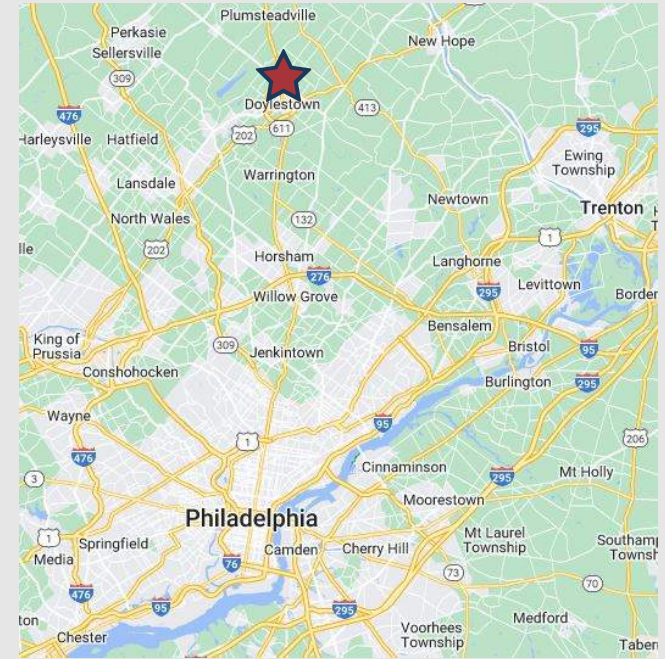 Plumsteadville
Perkasie
Sellersville
New Hope
309
Doylestown
413
476
611
202
295
Harleysville
Hatfield
Ewing
Township
Warrington
Lansdale
Newtown
Trenton
North Wales
132
1
202
Horsham
Langhorne
276
Levittown
295
Willow Grove
Border
Bensalem
King of
Prussia
309
Jenkintown
Bristol
95
Conshohocken
Burlington
295
Wayne
95
206
1
476
Cinnaminson
3
295
Mt Holly
Moorestown
Philadelphia
1
Springfield
Mt Laurel
Township
Southamp
Townsh
Media
Camden
Cherry Hill
76
73
70
476
95
295
Medford
ton
Chester
Voorhees
Township
Taber